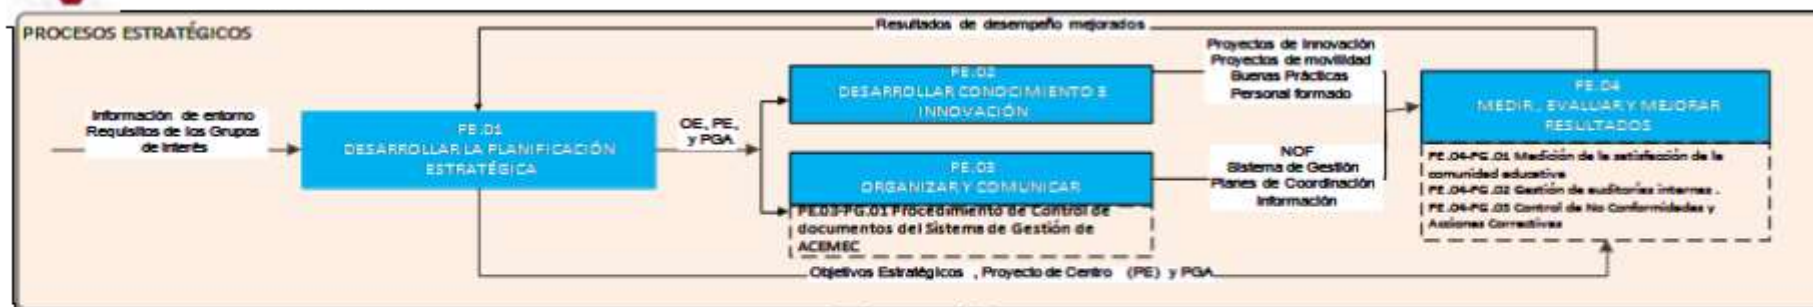 PROCESOS ESTRATÉGICOS
Resultados de desempeño mejorados
Información de entorno
Requisitos de los Grupos
de Interés
PE.01
DESARROLLAR LA PLANIFICACIÓN
ESTRATÉGICA
OE, PE,
y PGA
PE.02
DESARROLLAR CONOCIMIENTO E
INNOVACIÓN
PE.03
ORGANIZAR Y COMUNICAR
PE.03-PG.01 Procedimiento de Control de
documentos del Sistema de Gestión de
ACEMEC
Proyectos de Innovación
Proyectos de movilidad
Buenas Prácticas
Personal formado
NOF
Sistema de Gestión
Planes de Coordinación
Información
PE.04
MEDIR, EVALUAR Y MEJORAR
RESULTADOS
PE.04-PG.01 Medición de la satisfacción de la
comunidad educativa
PE.04-PG.02 Gestión de auditorías internas .
PE.04-PG.03 Control de No Conformidades y
Acciones Correctivas
Objetivos Estratégicos , Proyecto de Centro (PE) y PGA